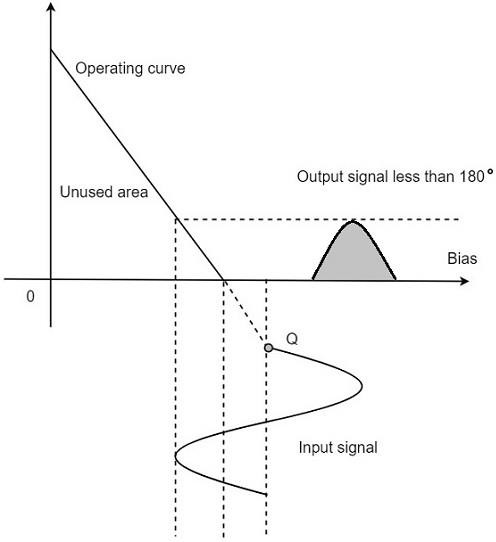 Operating curve
Unused area
Output signal less than 180°
Bias
0
Q
Input signal